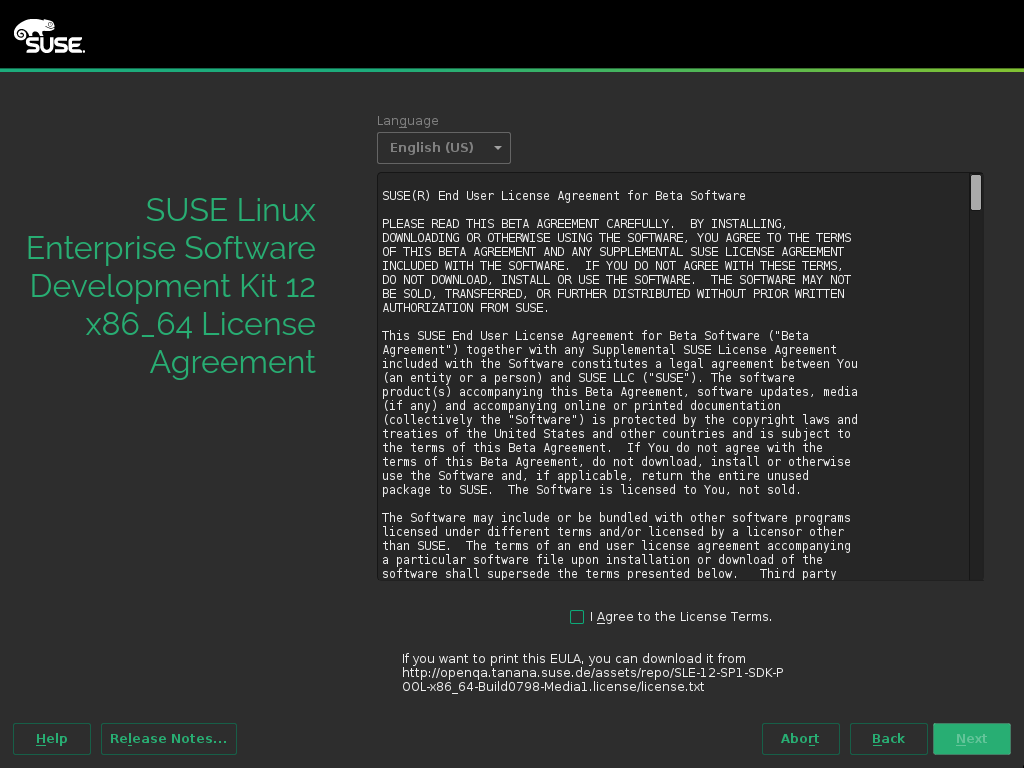 SUSE
Language
English (US)
SUSE Linux
Enterprise Software
Development Kit 12
x86_64 License
Agreement
SUSE(R) End User License Agreement for Beta Software
PLEASE READ THIS BETA AGREEMENT CAREFULLY.  BY INSTALLING,
DOWNLOADING OR OTHERWISE USING THE SOFTWARE, YOU AGREE TO THE TERMS
OF THIS BETA AGREEMENT AND ANY SUPPLEMENTAL SUSE LICENSE AGREEMENT
INCLUDED WITH THE SOFTWARE.  IF YOU DO NOT AGREE WITH THESE TERMS,
DO NOT DOWNLOAD, INSTALL OR USE THE SOFTWARE.  THE SOFTWARE MAY NOT
BE SOLD, TRANSFERRED, OR FURTHER DISTRIBUTED WITHOUT PRIOR WRITTEN
AUTHORIZATION FROM SUSE.
This SUSE End User License Agreement for Beta Software ("Beta
Agreement") together with any Supplemental SUSE License Agreement
included with the Software constitutes a legal agreement between You
(an entity or a person) and SUSE LLC ("SUSE"). The software
product(s) accompanying this Beta Agreement, software updates, media
(if any) and accompanying online or printed documentation
(collectively the "Software") is protected by the copyright laws and
treaties of the United States and other countries and is subject to
the terms of this Beta Agreement.  If You do not agree with the
terms of this Beta Agreement, do not download, install or otherwise
use the Software and, if applicable, return the entire unused
package to SUSE.  The Software is licensed to You, not sold.
The Software may include or be bundled with other software programs
licensed under different terms and/or licensed by a licensor other
than SUSE.  The terms of an end user license agreement accompanying
a particular software file upon installation or download of the
software shall supersede the terms presented below.   Third party
I Agree to the License Terms.
If you want to print this EULA, you can download it from
http://openqa.tanana.suse.de/assets/repo/SLE-12-SP1-SDK-P
OOL-x86_64-Build0798-Media1.license/license.txt
Help
Release Notes...
Abort
Back
Next